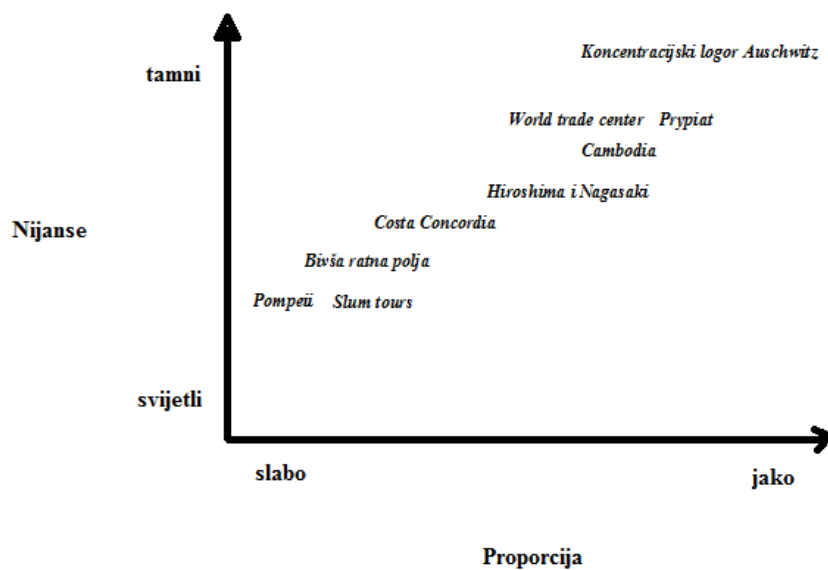 Koncentracijski logor Auschwitz
tamni
World trade center Prypiat
Cambodia
Hiroshima i Nagasaki
Nijanse
Costa Concordia
Bivša ratna polja
Pompeii Slum tours
svijetli
slabo
jako
Proporcija